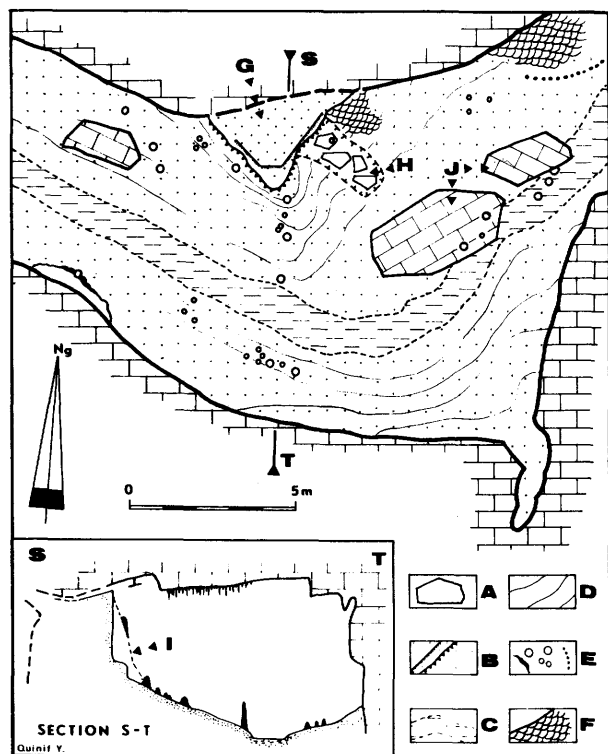 G S
H J
Ng
T
0 5m
S T
I
SECTION S-T
Quinif Y.
A D
B E
C F